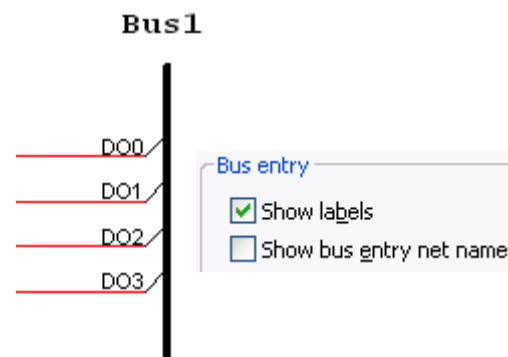 Bus1
DO0
DO1
DO2
DO3
Bus entry
Show labels
Show bus entry net name